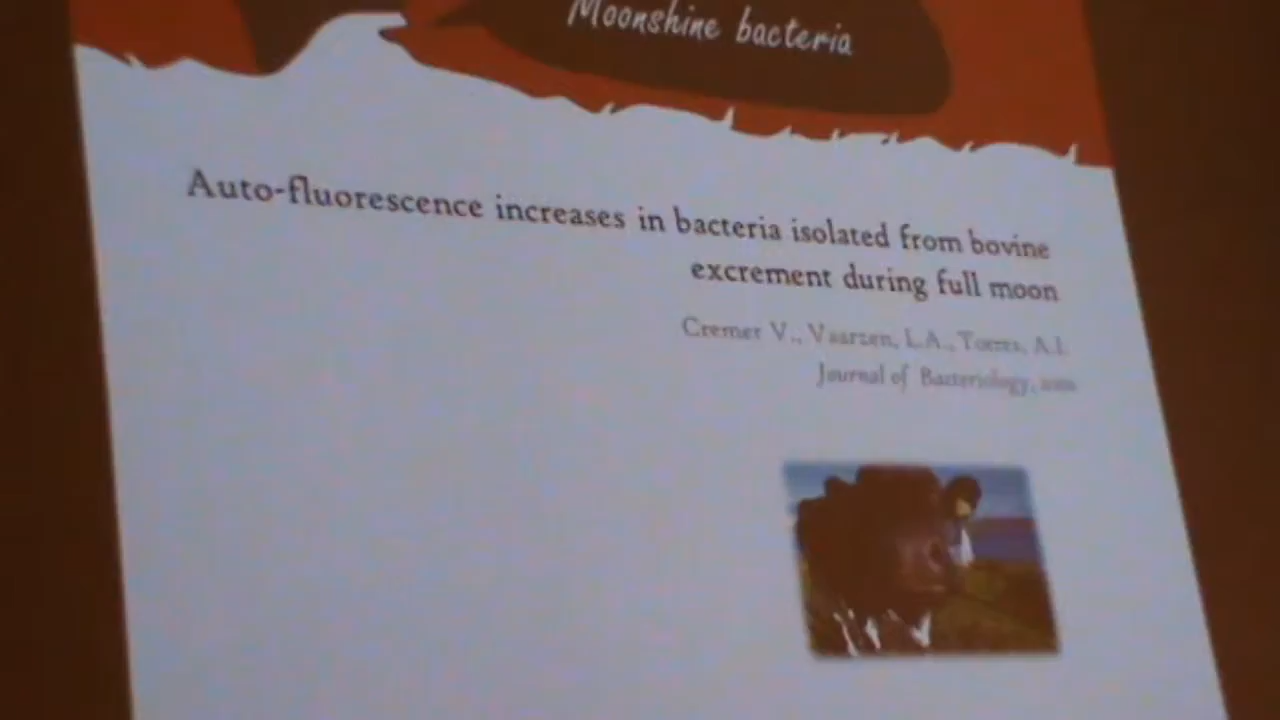 Moonshine bacteria
Auto-fluorescence increases in bacteria isolated from bovine
excrement during full moon
Cremer V., Vaarzen, L.A., Torres, A.I.
Journal of Bacteriology,